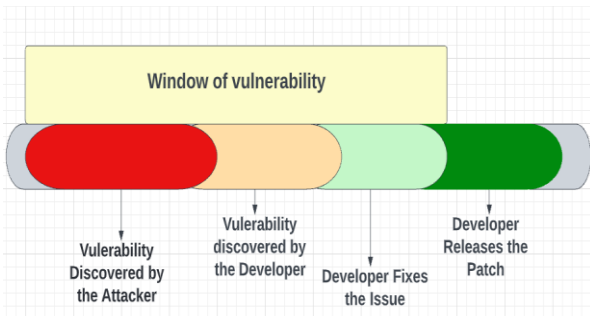 Window of vulnerability
Vulerability
Discovered by
the Attacker
Vulerability
discovered by
the Developer
Developer Fixes
the Issue
Developer
Releases the
Patch